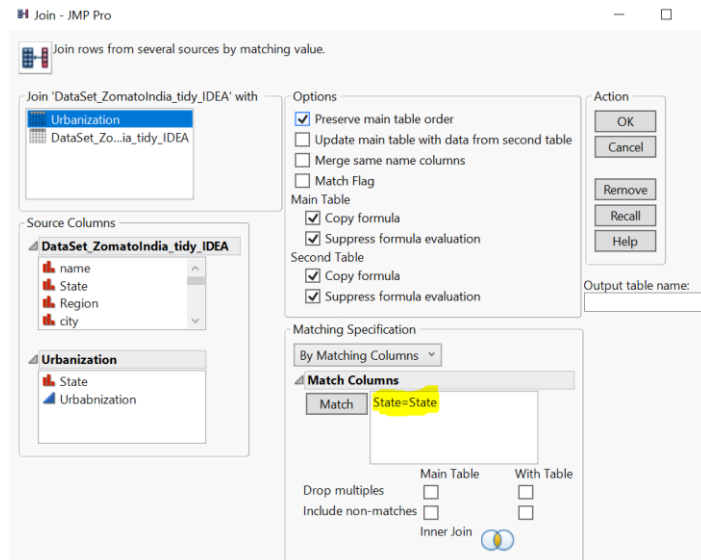 Join - JMP Pro
Join rows from several sources by matching value.
Join 'DataSet_ZomatoIndia_tidy_IDEA' with
Urbanization
DataSet_Zo...ia_tidy_IDEA
Source Columns
DataSet_ZomatoIndia_tidy_IDEA
name
State
Region
city
Urbanization
State
Urbabnization
Options
Preserve main table order
Update main table with data from second table
Merge same name columns
Match Flag
Main Table
Copy formula
Suppress formula evaluation
Second Table
Copy formula
Suppress formula evaluation
Matching Specification
By Matching Columns
Match Columns
Match State=State
Main Table With Table
Drop multiples
Include non-matches
Inner Join
Action
OK
Cancel
Remove
Recall
Help
Output table name: